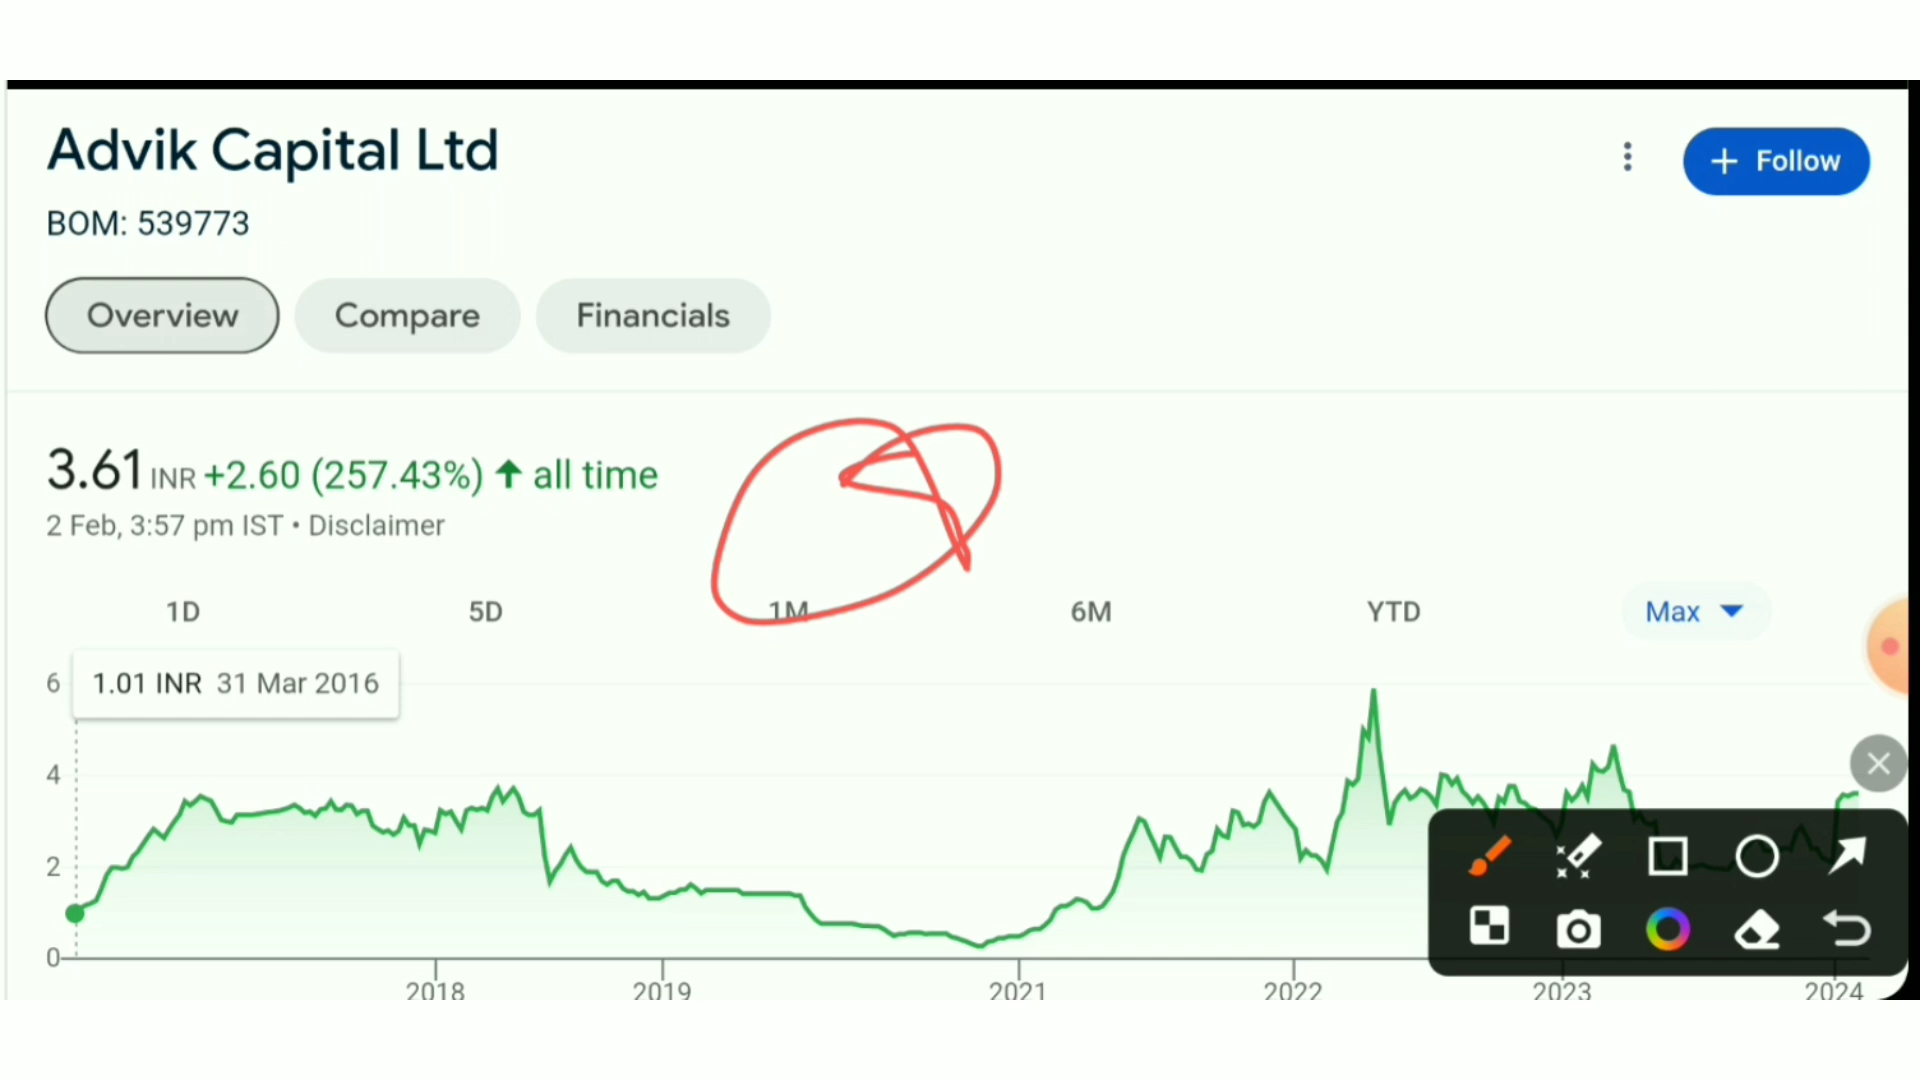 Advik Capital Ltd
+ Follow
BOM: 539773
Overview
Compare
Financials
3.61 INR +2.60 (257.43%) ↑ all time
2 Feb, 3:57 pm IST • Disclaimer
1D 5D 1M 6M YTD Max
6
1.01 INR 31 Mar 2016
4
2
0
2018 2019 2021 2022 2023 2024